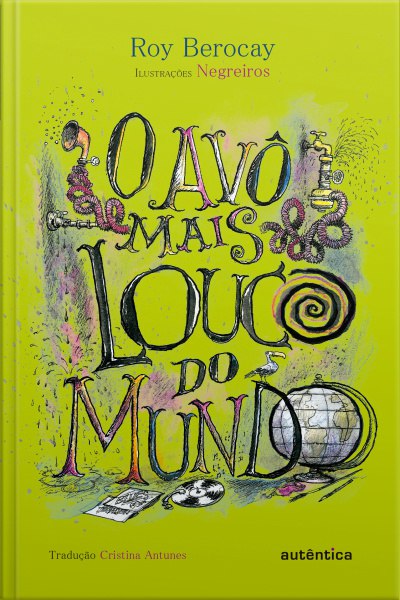 Roy Berocay
Ilustrações Negreiros
O AVÔ
MAIS
LOUCO
DO
MUNDO
Tradução Cristina Antunes
autêntica